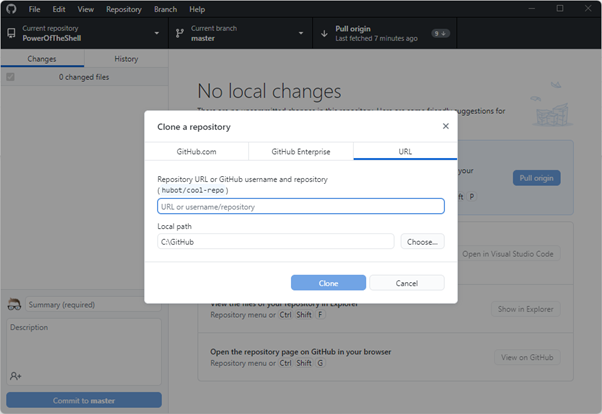 File Edit View Repository Branch Help
Current repository
PowerOfTheShell
Current branch
master
Pull origin
Last fetched 7 minutes ago
9
Changes
History
0 changed files
No local changes
There are no uncommitted changes in this repository. Here are some friendly suggestions for
Clone a repository
GitHub.com
GitHub Enterprise
URL
Repository URL or GitHub username and repository
(hubot/cool-repo)
URL or username/repository
Local path
C:\GitHub
Choose...
Clone
Cancel
your
Pull origin
P
Open in Visual Studio Code
View the files of your repository in Explorer
Repository menu or Ctrl Shift F
Show in Explorer
Open the repository page on GitHub in your browser
Repository menu or Ctrl Shift G
View on GitHub
Summary (required)
Description
Commit to master